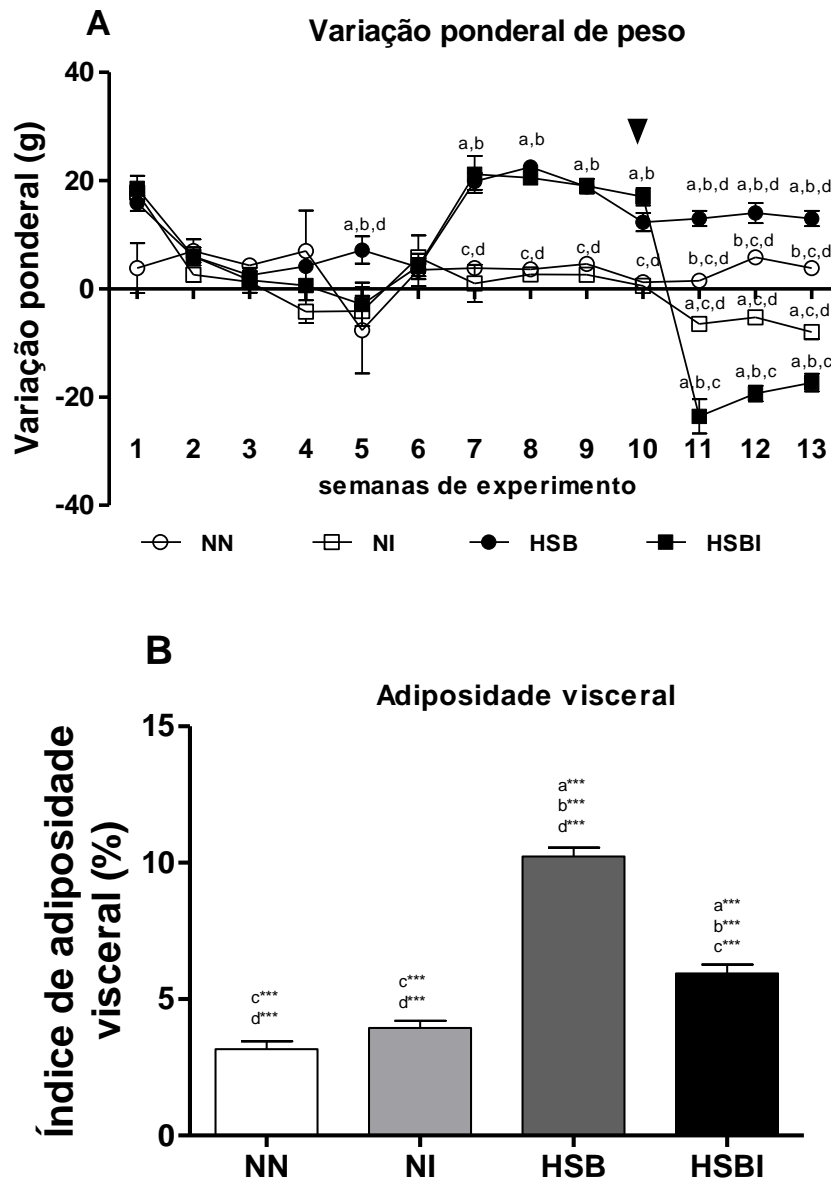 A
Variação ponderal de peso
Variação ponderal (g)
40
20
0
-20
-40
a,b,d
a,b
a,b
a,b
a,b
a,b,d
a,b,d
a,b,d
c,d
c,d
c,d
c,d
b,c,d
b,c,d
b,c,d
a,c,d
a,c,d
a,c,d
a,b,c
a,b,c
a,b,c
1 2 3 4 5 6 7 8 9 10 11 12 13
semanas de experimento
NN NI HSB HSBI
B
Adiposidade visceral
Índice de adiposidade
visceral (%)
15
10
5
0
c***
d***
c***
d***
a***
b***
d***
a***
b***
c***
NN NI HSB HSBI